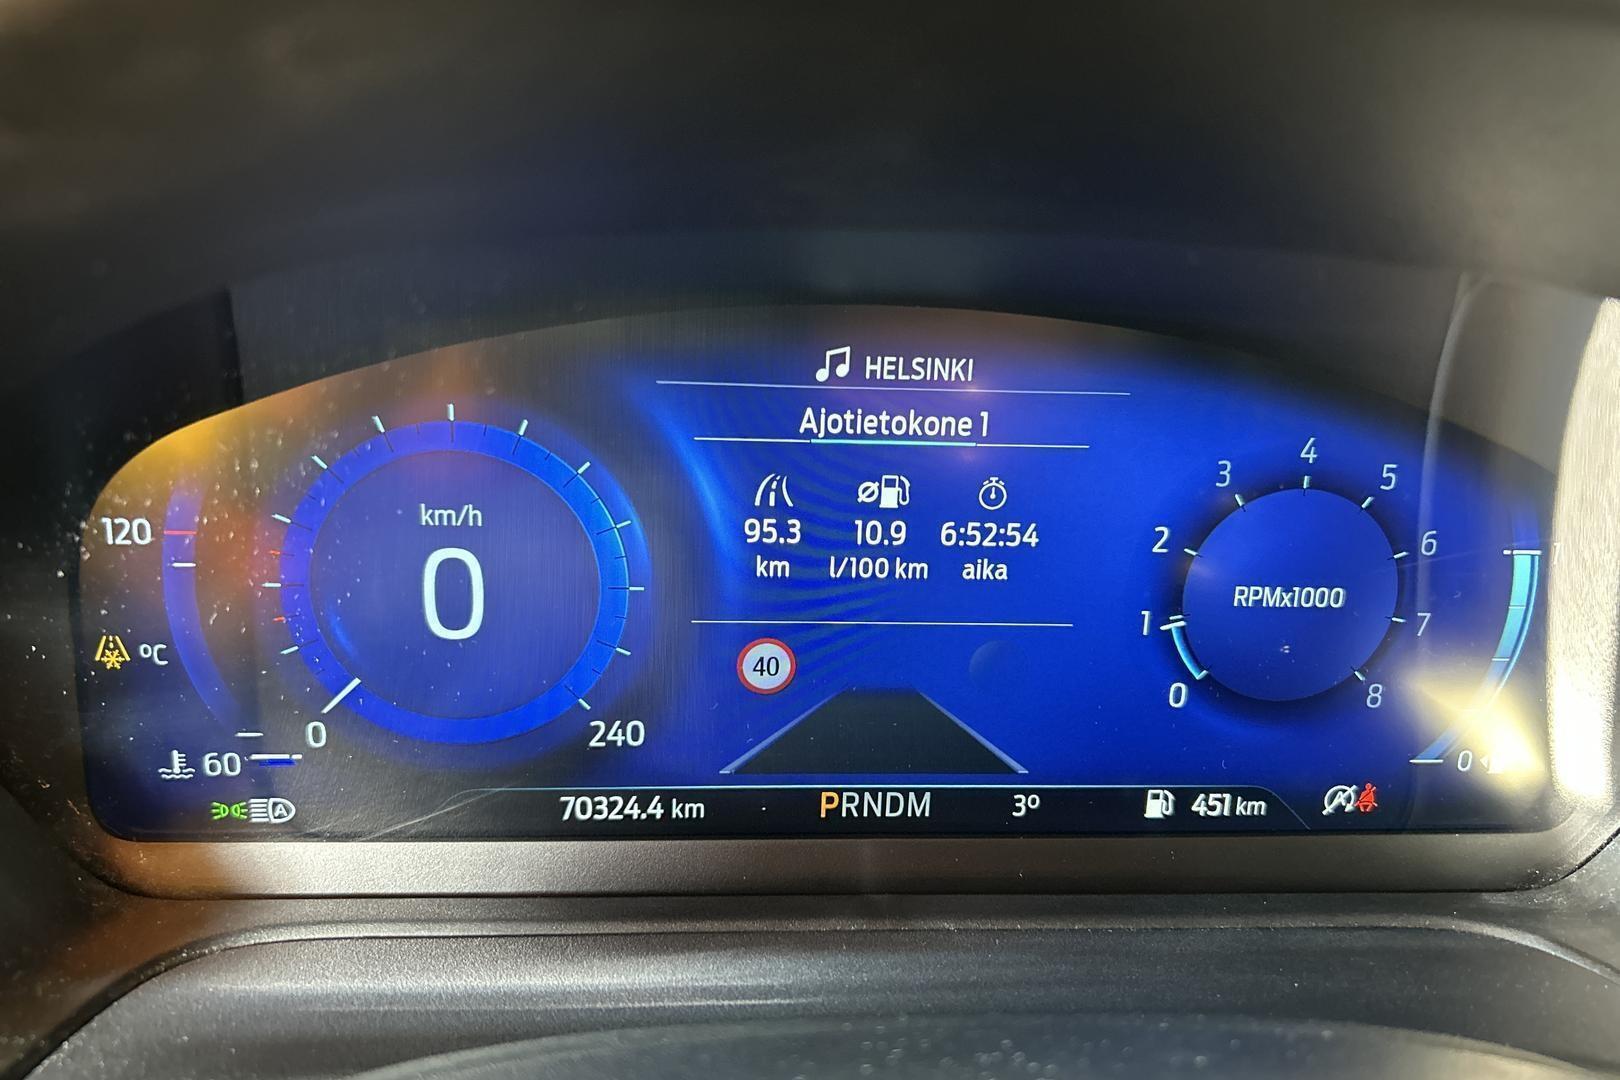 HELSINKI
Ajotietokone 1
95.3 10.9 6:52:54
km l/100 km aika
km/h
0
120
°C
60
0
240
40
0
1
2
3
4
5
6
7
8
RPMx1000
1
0
A
70324.4 km PRNDM 3° 451 km
A